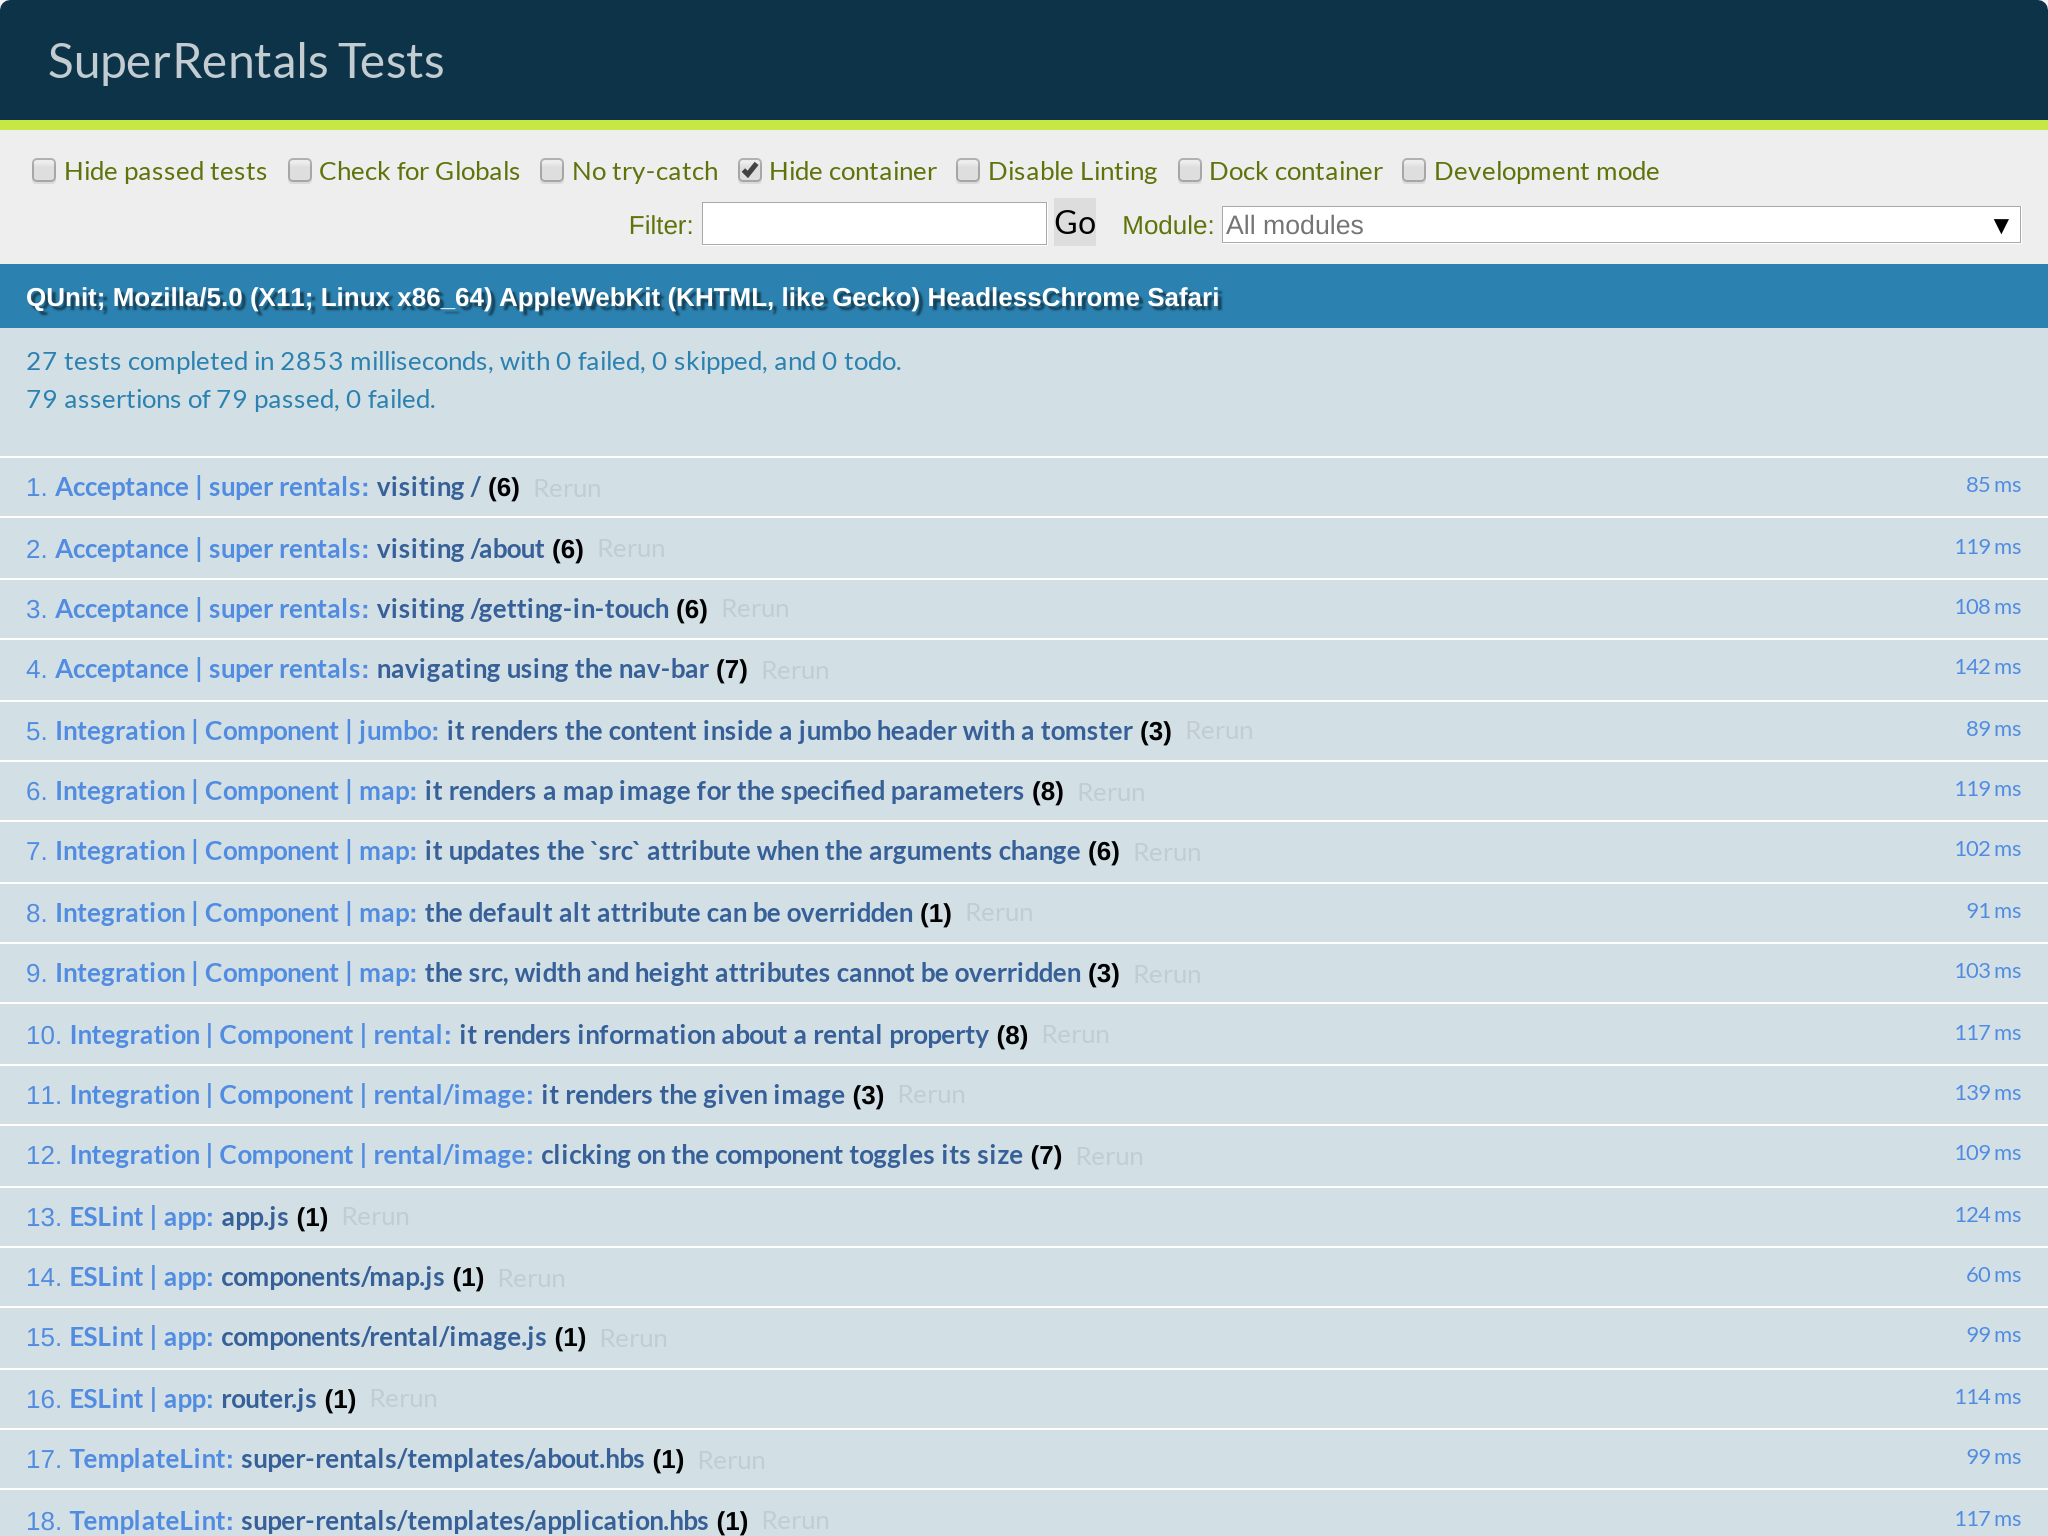 SuperRentals Tests
Hide passed tests Check for Globals No try-catch Hide container Disable Linting Dock container Development mode
Filter: Go Module: All modules ▼
QUnit; Mozilla/5.0 (X11; Linux x86_64) AppleWebKit (KHTML, like Gecko) HeadlessChrome Safari
27 tests completed in 2853 milliseconds, with 0 failed, 0 skipped, and 0 todo.
79 assertions of 79 passed, 0 failed.
1. Acceptance | super rentals: visiting / (6) Rerun 85 ms
2. Acceptance | super rentals: visiting /about (6) Rerun 119 ms
3. Acceptance | super rentals: visiting /getting-in-touch (6) Rerun 108 ms
4. Acceptance | super rentals: navigating using the nav-bar (7) Rerun 142 ms
5. Integration | Component | jumbo: it renders the content inside a jumbo header with a tomster (3) Rerun 89 ms
6. Integration | Component | map: it renders a map image for the specified parameters (8) Rerun 119 ms
7. Integration | Component | map: it updates the `src` attribute when the arguments change (6) Rerun 102 ms
8. Integration | Component | map: the default alt attribute can be overridden (1) Rerun 91 ms
9. Integration | Component | map: the src, width and height attributes cannot be overridden (3) Rerun 103 ms
10. Integration | Component | rental: it renders information about a rental property (8) Rerun 117 ms
11. Integration | Component | rental/image: it renders the given image (3) Rerun 139 ms
12. Integration | Component | rental/image: clicking on the component toggles its size (7) Rerun 109 ms
13. ESLint | app: app.js (1) Rerun 124 ms
14. ESLint | app: components/map.js (1) Rerun 60 ms
15. ESLint | app: components/rental/image.js (1) Rerun 99 ms
16. ESLint | app: router.js (1) Rerun 114 ms
17. TemplateLint: super-rentals/templates/about.hbs (1) Rerun 99 ms
18. TemplateLint: super-rentals/templates/application.hbs (1) Rerun 117 ms